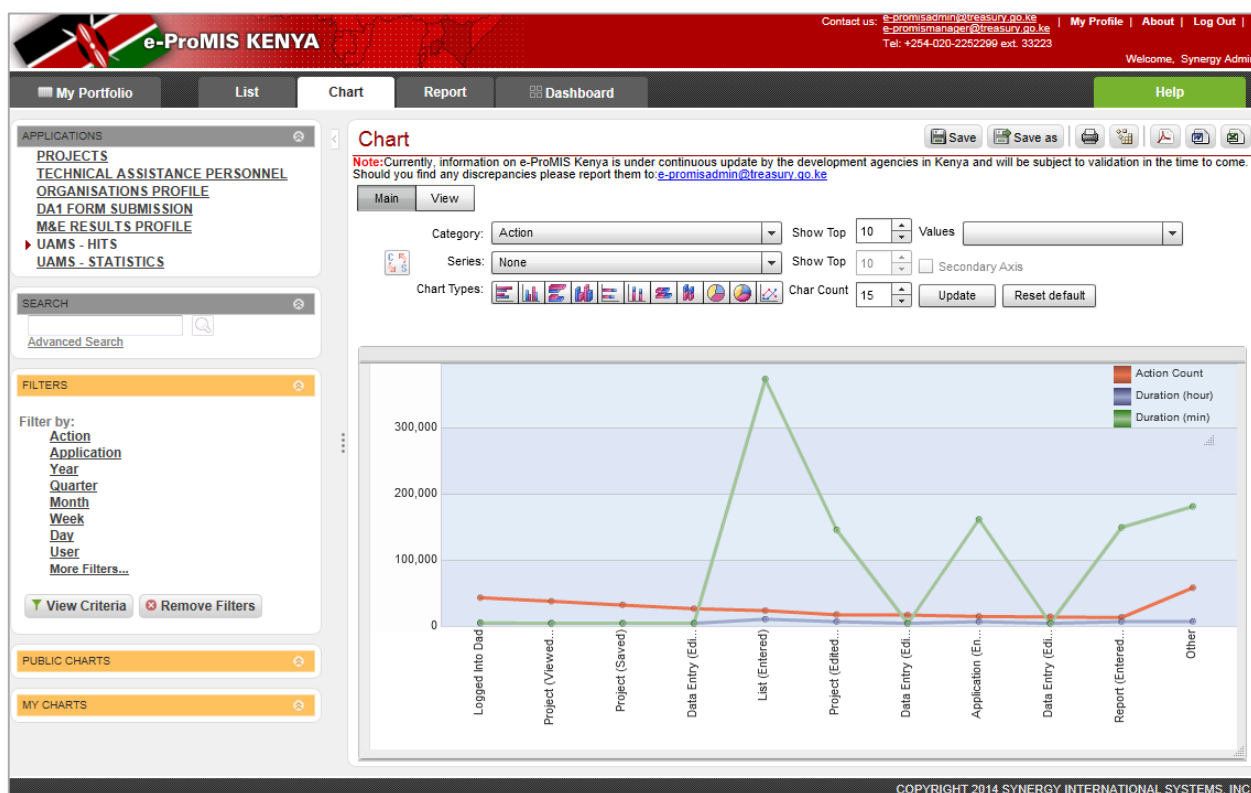 e-ProMIS KENYA
Contact us: e-promisadmin@treasury.go.ke | My Profile | About | Log Out |
e-promismanager@treasury.go.ke
Tel: +254-020-2252299 ext. 33223
Welcome, Synergy Admi
My Portfolio List Chart Report Dashboard Help
APPLICATIONS
PROJECTS
TECHNICAL ASSISTANCE PERSONNEL
ORGANISATIONS PROFILE
DA1 FORM SUBMISSION
M&E RESULTS PROFILE
UAMS - HITS
UAMS - STATISTICS
SEARCH
Advanced Search
FILTERS
Filter by:
Action
Application
Year
Quarter
Month
Week
Day
User
More Filters...
View Criteria Remove Filters
PUBLIC CHARTS
MY CHARTS
Chart
Save Save as
Note:Currently, information on e-ProMIS Kenya is under continuous update by the development agencies in Kenya and will be subject to validation in the time to come.
Should you find any discrepancies please report them to:e-promisadmin@treasury.go.ke
Main View
Category: Action Show Top 10 Values
Series: None Show Top 10 Secondary Axis
Chart Types: Char Count 15 Update Reset default
Action Count
Duration (hour)
Duration (min)
300,000
200,000
100,000
0
Logged Into Dad
Project (Viewed...
Project (Saved)
Data Entry (Edi...
List (Entered)
Project (Edited...
Data Entry (Edi...
Application (En...
Data Entry (Edi...
Report (Entered...
Other
COPYRIGHT 2014 SYNERGY INTERNATIONAL SYSTEMS, INC